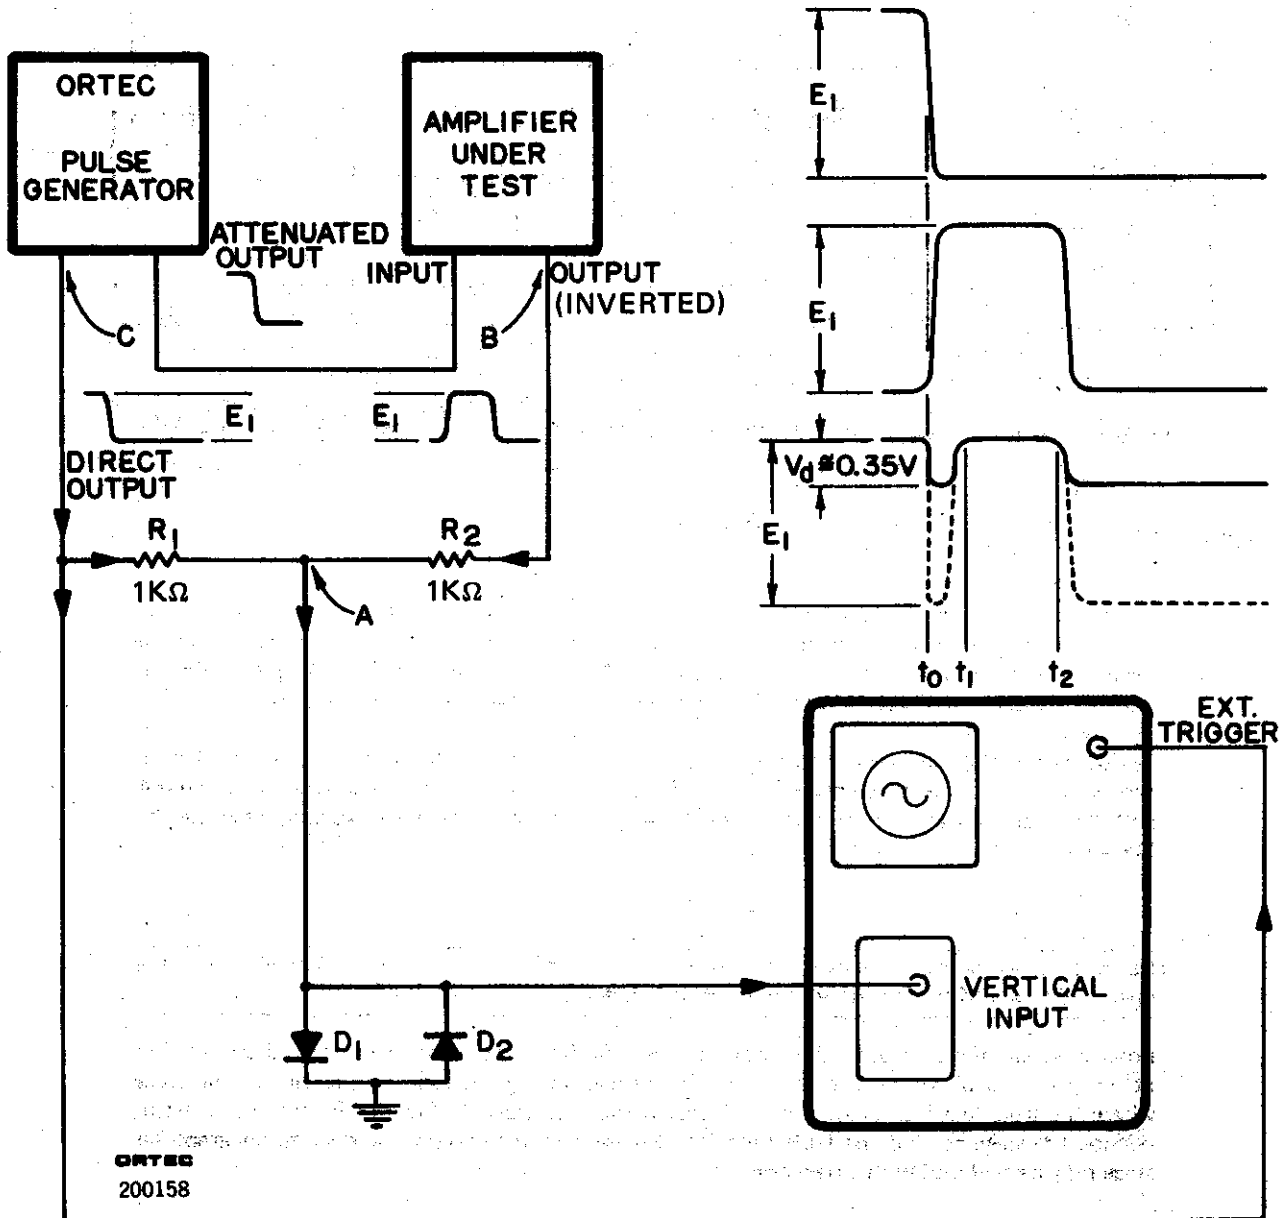 ORTEC
PULSE
GENERATOR
AMPLIFIER
UNDER
TEST
ATTENUATED
OUTPUT
INPUT
OUTPUT
(INVERTED)
C
B
E1
E1
DIRECT
OUTPUT
R1
1KΩ
R2
1KΩ
A
E1
E1
Vd≈0.35V
E1
t0 t1 t2
EXT.
TRIGGER
VERTICAL
INPUT
D1
D2
ORTEC
200158